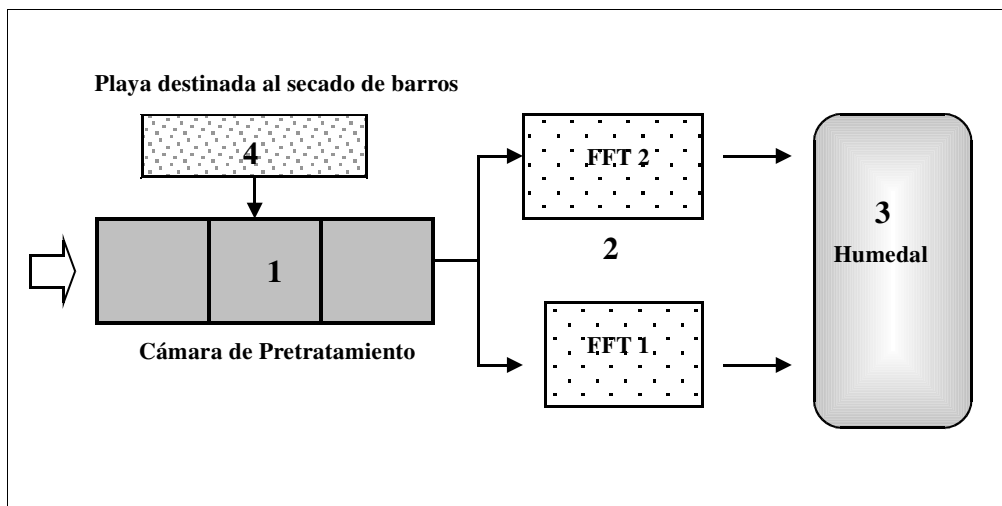 Playa destinada al secado de barros
4
FFT 2
3
Humedal
2
1
FFT 1
Cámara de Pretratamiento